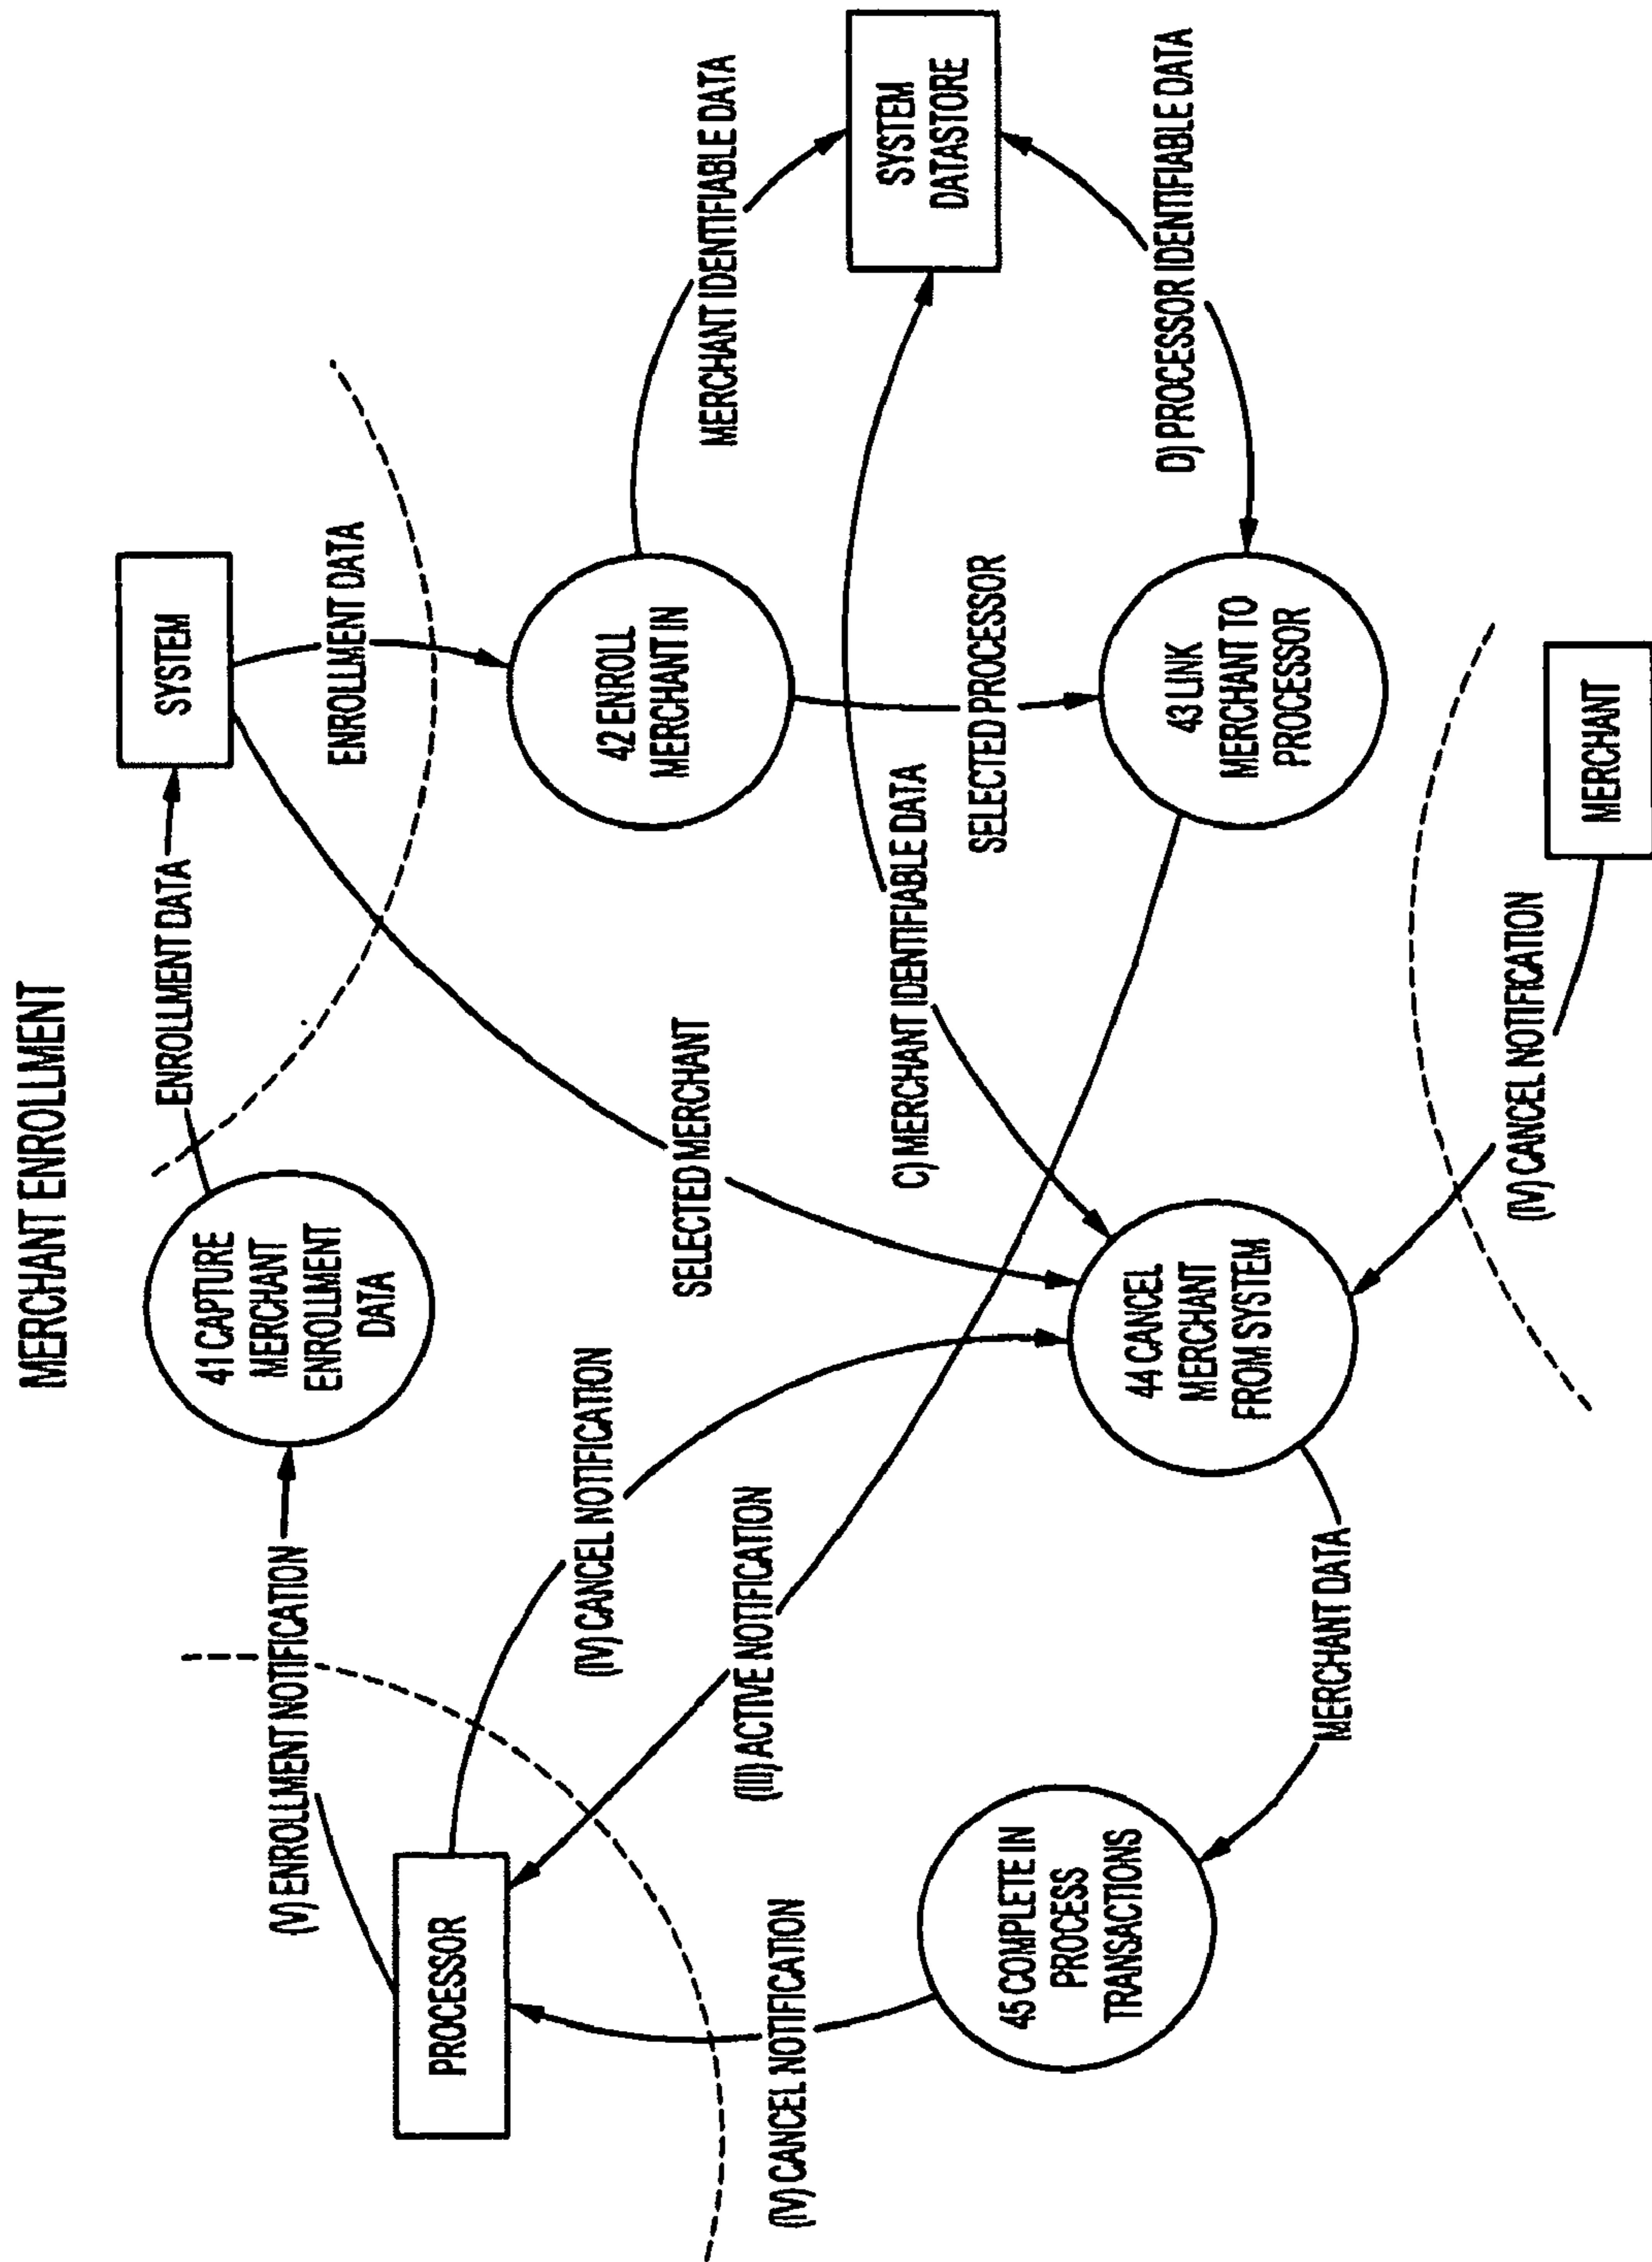 MERCHANT ENROLLMENT
(V) ENROLLMENT NOTIFICATION
41 CAPTURE
MERCHANT
ENROLLMENT
DATA
ENROLLMENT DATA
SYSTEM
ENROLLMENT DATA
PROCESSOR
(IV) CANCEL NOTIFICATION
SELECTED MERCHANT
42 ENROLL
MERCHANT IN
MERCHANT IDENTIFIABLE DATA
(III) ACTIVE NOTIFICATION
(IV) CANCEL NOTIFICATION
C) MERCHANT IDENTIFIABLE DATA
SELECTED PROCESSOR
SYSTEM
DATASTORE
45 COMPLETE IN
PROCESS
TRANSACTIONS
44 CANCEL
MERCHANT
FROM SYSTEM
43 LINK
MERCHANT TO
PROCESSOR
D) PROCESSOR IDENTIFIABLE DATA
MERCHANT DATA
(IV) CANCEL NOTIFICATION
MERCHANT